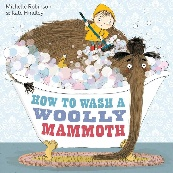 Michelle Robinson
& Kate Hindley
HOW TO WASH A
WOOLLY
MAMMOTH